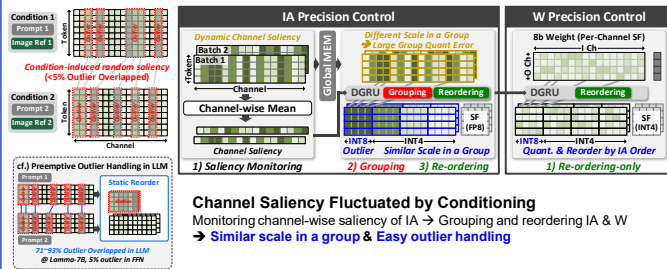 Condition 1
Prompt 1
Image Ref 1
Token
Condition-induced random saliency
(<5% Outlier Overlapped)
Condition 2
Prompt 2
Image Ref 2
Token
Channel
cf.) Preemptive Outlier Handling in LLM
Prompt 1
Static Reorder
Prompt 2
71~93% Outlier Overlapped in LLM
@ Lamma-7B, 5% outlier in FFN
IA Precision Control
Dynamic Channel Saliency
Batch 2
Batch 1
Token
Channel
Channel-wise Mean
Channel Saliency
1) Saliency Monitoring
Global MEM
Different Scale in a Group
➔ Large Group Quant Error
DGRU
Grouping
Reordering
SF
(FP8)
INT8
INT4
Outlier
Similar Scale in a Group
2) Grouping
3) Re-ordering
W Precision Control
8b Weight (Per-Channel SF)
I Ch
O Ch
DGRU
Reordering
SF
(INT4)
INT8
INT4
Quant. & Reorder by IA Order
1) Re-ordering-only
Channel Saliency Fluctuated by Conditioning
Monitoring channel-wise saliency of IA → Grouping and reordering IA & W
➔ Similar scale in a group & Easy outlier handling